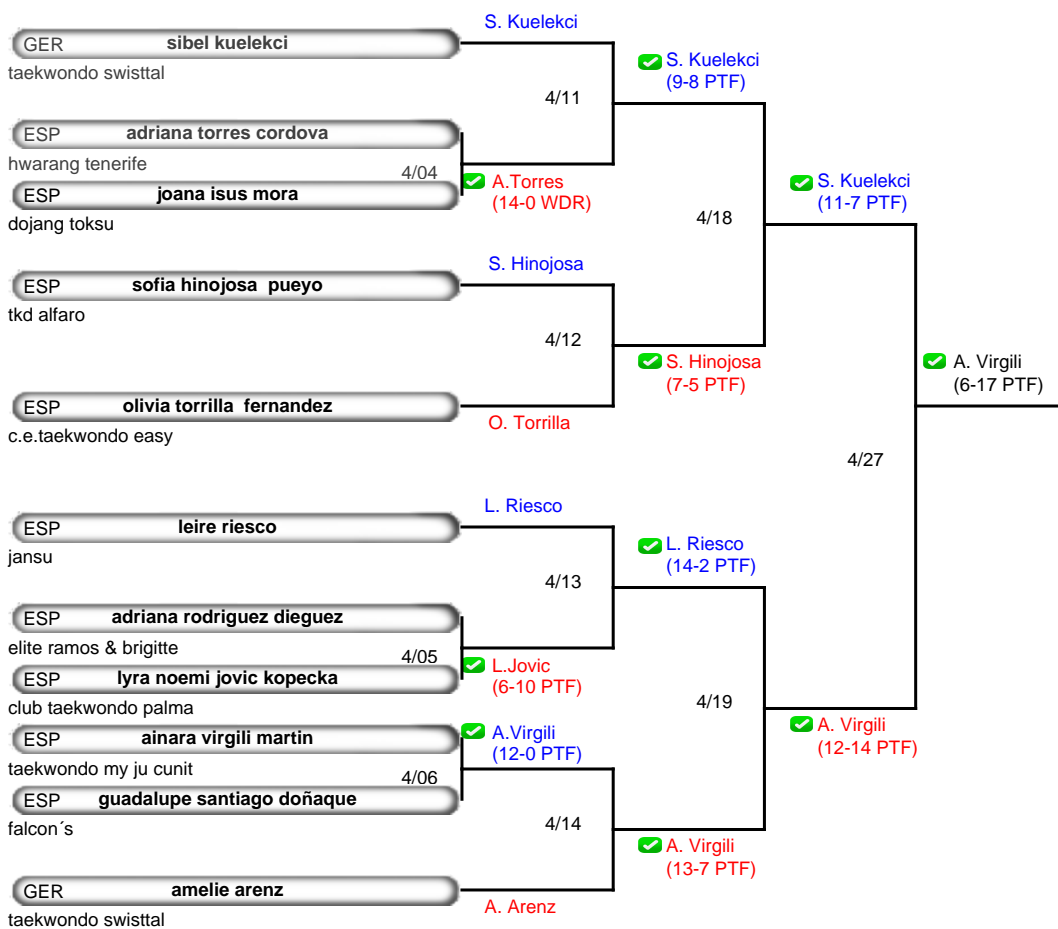 S. Kuelekci
GER sibel kuelekci
taekwondo swisttal
S. Kuelekci
(9-8 PTF)
4/11
ESP adriana torres cordova
hwarang tenerife
4/04
A.Torres
(14-0 WDR)
ESP joana isus mora
dojang toksu
S. Kuelekci
(11-7 PTF)
4/18
S. Hinojosa
ESP sofia hinojosa pueyo
tkd alfaro
4/12
S. Hinojosa
(7-5 PTF)
A. Virgili
(6-17 PTF)
ESP olivia torrilla fernandez
c.e.taekwondo easy
O. Torrilla
4/27
L. Riesco
ESP leire riesco
jansu
L. Riesco
(14-2 PTF)
4/13
ESP adriana rodriguez dieguez
elite ramos & brigitte
4/05
L.Jovic
(6-10 PTF)
ESP lyra noemi jovic kopecka
club taekwondo palma
4/19
A. Virgili
(12-14 PTF)
ESP ainara virgili martin
taekwondo my ju cunit
A.Virgili
(12-0 PTF)
4/06
ESP guadalupe santiago doñaque
falcon´s
4/14
A. Virgili
(13-7 PTF)
GER amelie arenz
taekwondo swisttal
A. Arenz